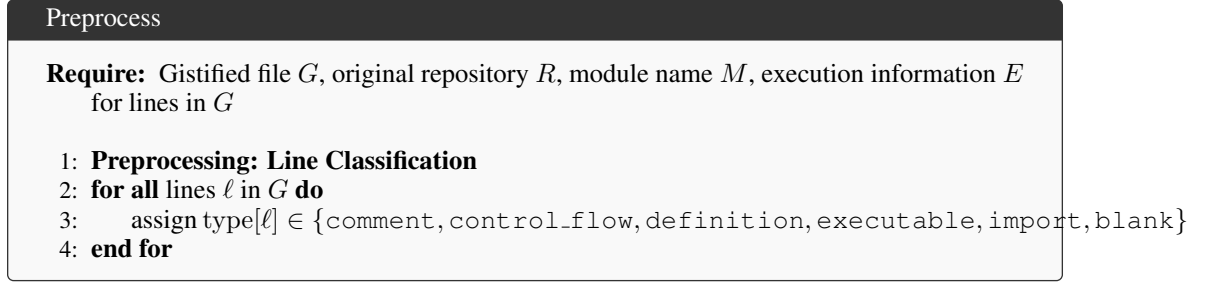 Preprocess
Require: Gistified file G, original repository R, module name M, execution information E
for lines in G
1: Preprocessing: Line Classification
2: for all lines ℓ in G do
3: assign type[ℓ] ∈ {comment, control_flow, definition, executable, import, blank}
4: end for